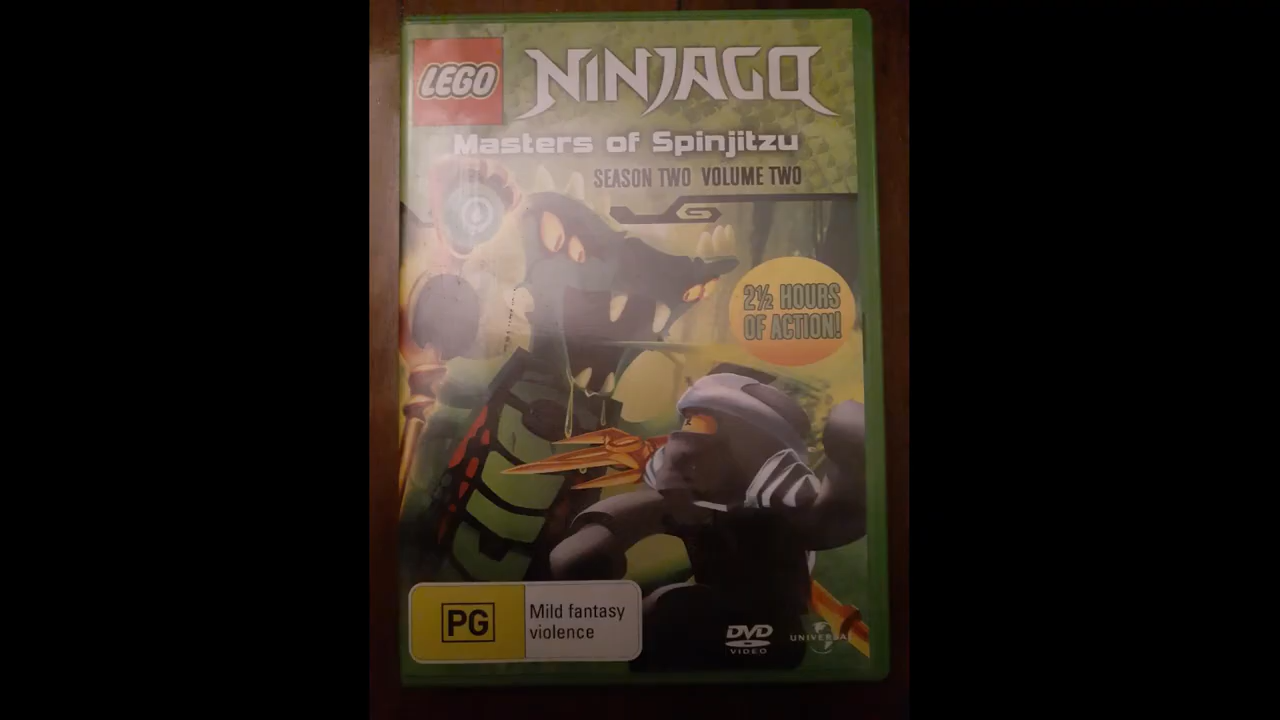 LEGO
NINJAGO
Masters of Spinjitzu
SEASON TWO VOLUME TWO
2½ HOURS
OF ACTION!
PG
Mild fantasy
violence
DVD
VIDEO
UNIVERSAL